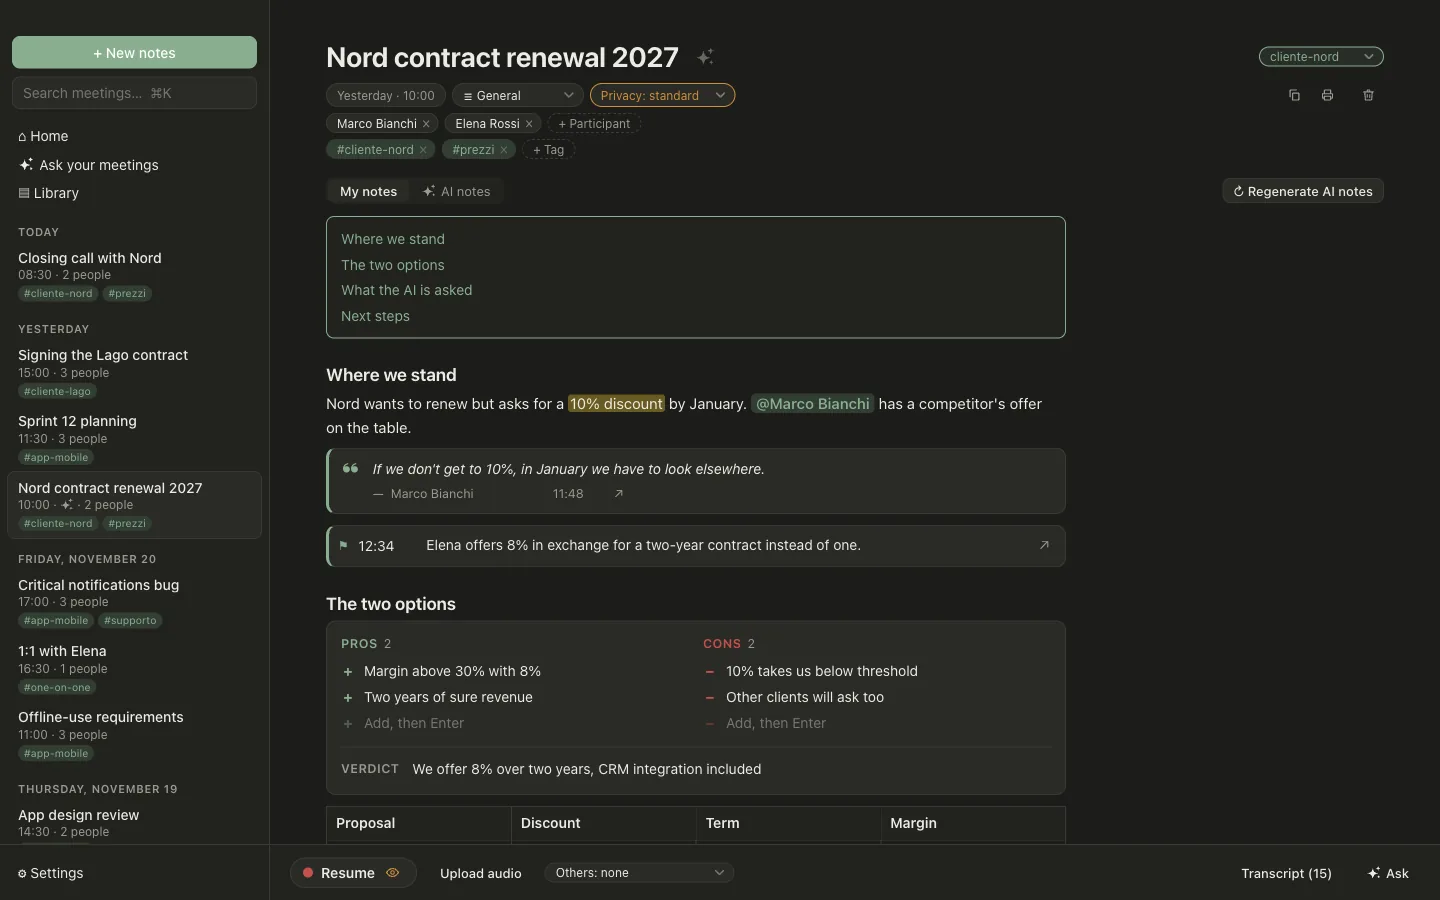 + New notes
Search meetings... ⌘K
Home
Ask your meetings
Library
TODAY
Closing call with Nord
08:30 · 2 people
#cliente-nord #prezzi
YESTERDAY
Signing the Lago contract
15:00 · 3 people
#cliente-lago
Sprint 12 planning
11:30 · 3 people
#app-mobile
Nord contract renewal 2027
10:00 · · 2 people
#cliente-nord #prezzi
FRIDAY, NOVEMBER 20
Critical notifications bug
17:00 · 3 people
#app-mobile #supporto
1:1 with Elena
16:30 · 1 people
#one-on-one
Offline-use requirements
11:00 · 3 people
#app-mobile
THURSDAY, NOVEMBER 19
App design review
14:30 · 2 people
Settings
Nord contract renewal 2027
cliente-nord
Yesterday · 10:00 General Privacy: standard
Marco Bianchi × Elena Rossi × + Participant
#cliente-nord × #prezzi × + Tag
My notes AI notes Regenerate AI notes
Where we stand
The two options
What the AI is asked
Next steps
Where we stand
Nord wants to renew but asks for a 10% discount by January. @Marco Bianchi has a competitor's offer
on the table.
If we don't get to 10%, in January we have to look elsewhere.
— Marco Bianchi 11:48 ↗
12:34 Elena offers 8% in exchange for a two-year contract instead of one. ↗
The two options
PROS 2 CONS 2
+ Margin above 30% with 8% − 10% takes us below threshold
+ Two years of sure revenue − Other clients will ask too
+ Add, then Enter − Add, then Enter
VERDICT We offer 8% over two years, CRM integration included
Proposal Discount Term Margin
Resume Upload audio Others: none Transcript (15) Ask